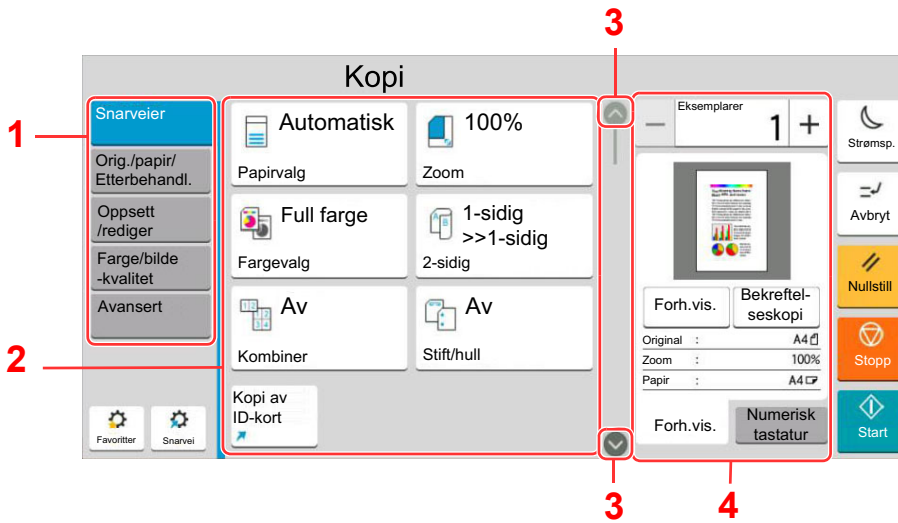 3
Kopi
1
Snarveier
Orig./papir/
Etterbehandl.
Oppsett
/rediger
Farge/bilde
-kvalitet
Avansert
Favoritter
Snarvei
2
Automatisk
Papirvalg
100%
Zoom
Full farge
Fargevalg
1-sidig
>>1-sidig
2-sidig
Av
Kombiner
Av
Stift/hull
Kopi av
ID-kort
3
Eksemplarer
− 1 +
Forh.vis.
Bekreftel-
seskopi
Original : A4
Zoom : 100%
Papir : A4
Forh.vis.
Numerisk
tastatur
4
Strømsp.
Avbryt
Nullstill
Stopp
Start